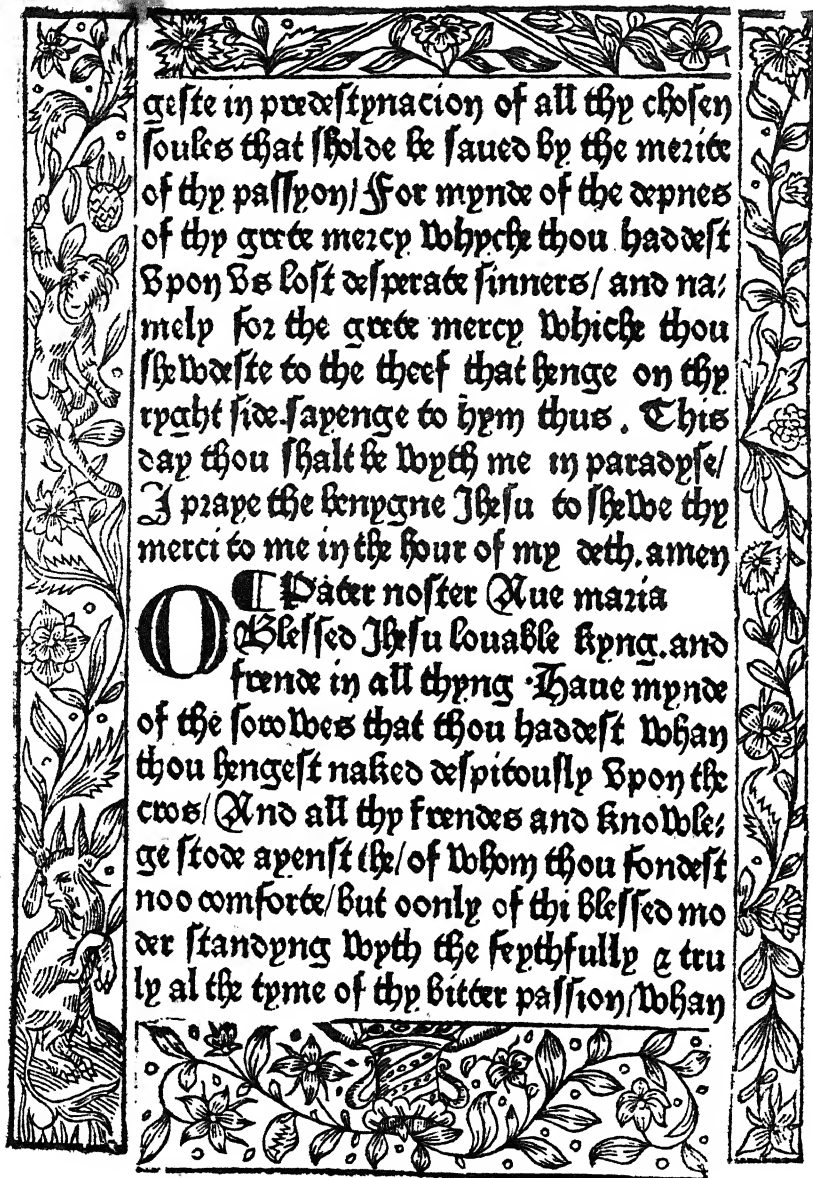 geste in predestynacion of all thy chosen
soules that sholde be saued by the merite
of thy passyon/ For mynde of the depnes
of thy grete mercy whyche thou haddest
vpon vs lost desperate sinners/ and na:
mely for the grete mercy whiche thou
shewdeste to the theef that henge on thy
ryght side.sayenge to hym thus . This
day thou shalt be wyth me in paradyse/
I praye the benygne Jhesu to shewe thy
merci to me in the hour of my deth.amen
¶ Pater noster Aue maria
O Blessed Jhesu louable kyng.and
frende in all thyng .Haue mynde
of the sorowes that thou haddest whan
thou hengest naked despitously vpon the
cros/ And all thy frendes and knowle:
ge stode ayenst the/ of whom thou fondest
noo comforte/but oonly of thi blessed mo
der standyng wyth the feythfully & tru
ly al the tyme of thy bitter passion/whan